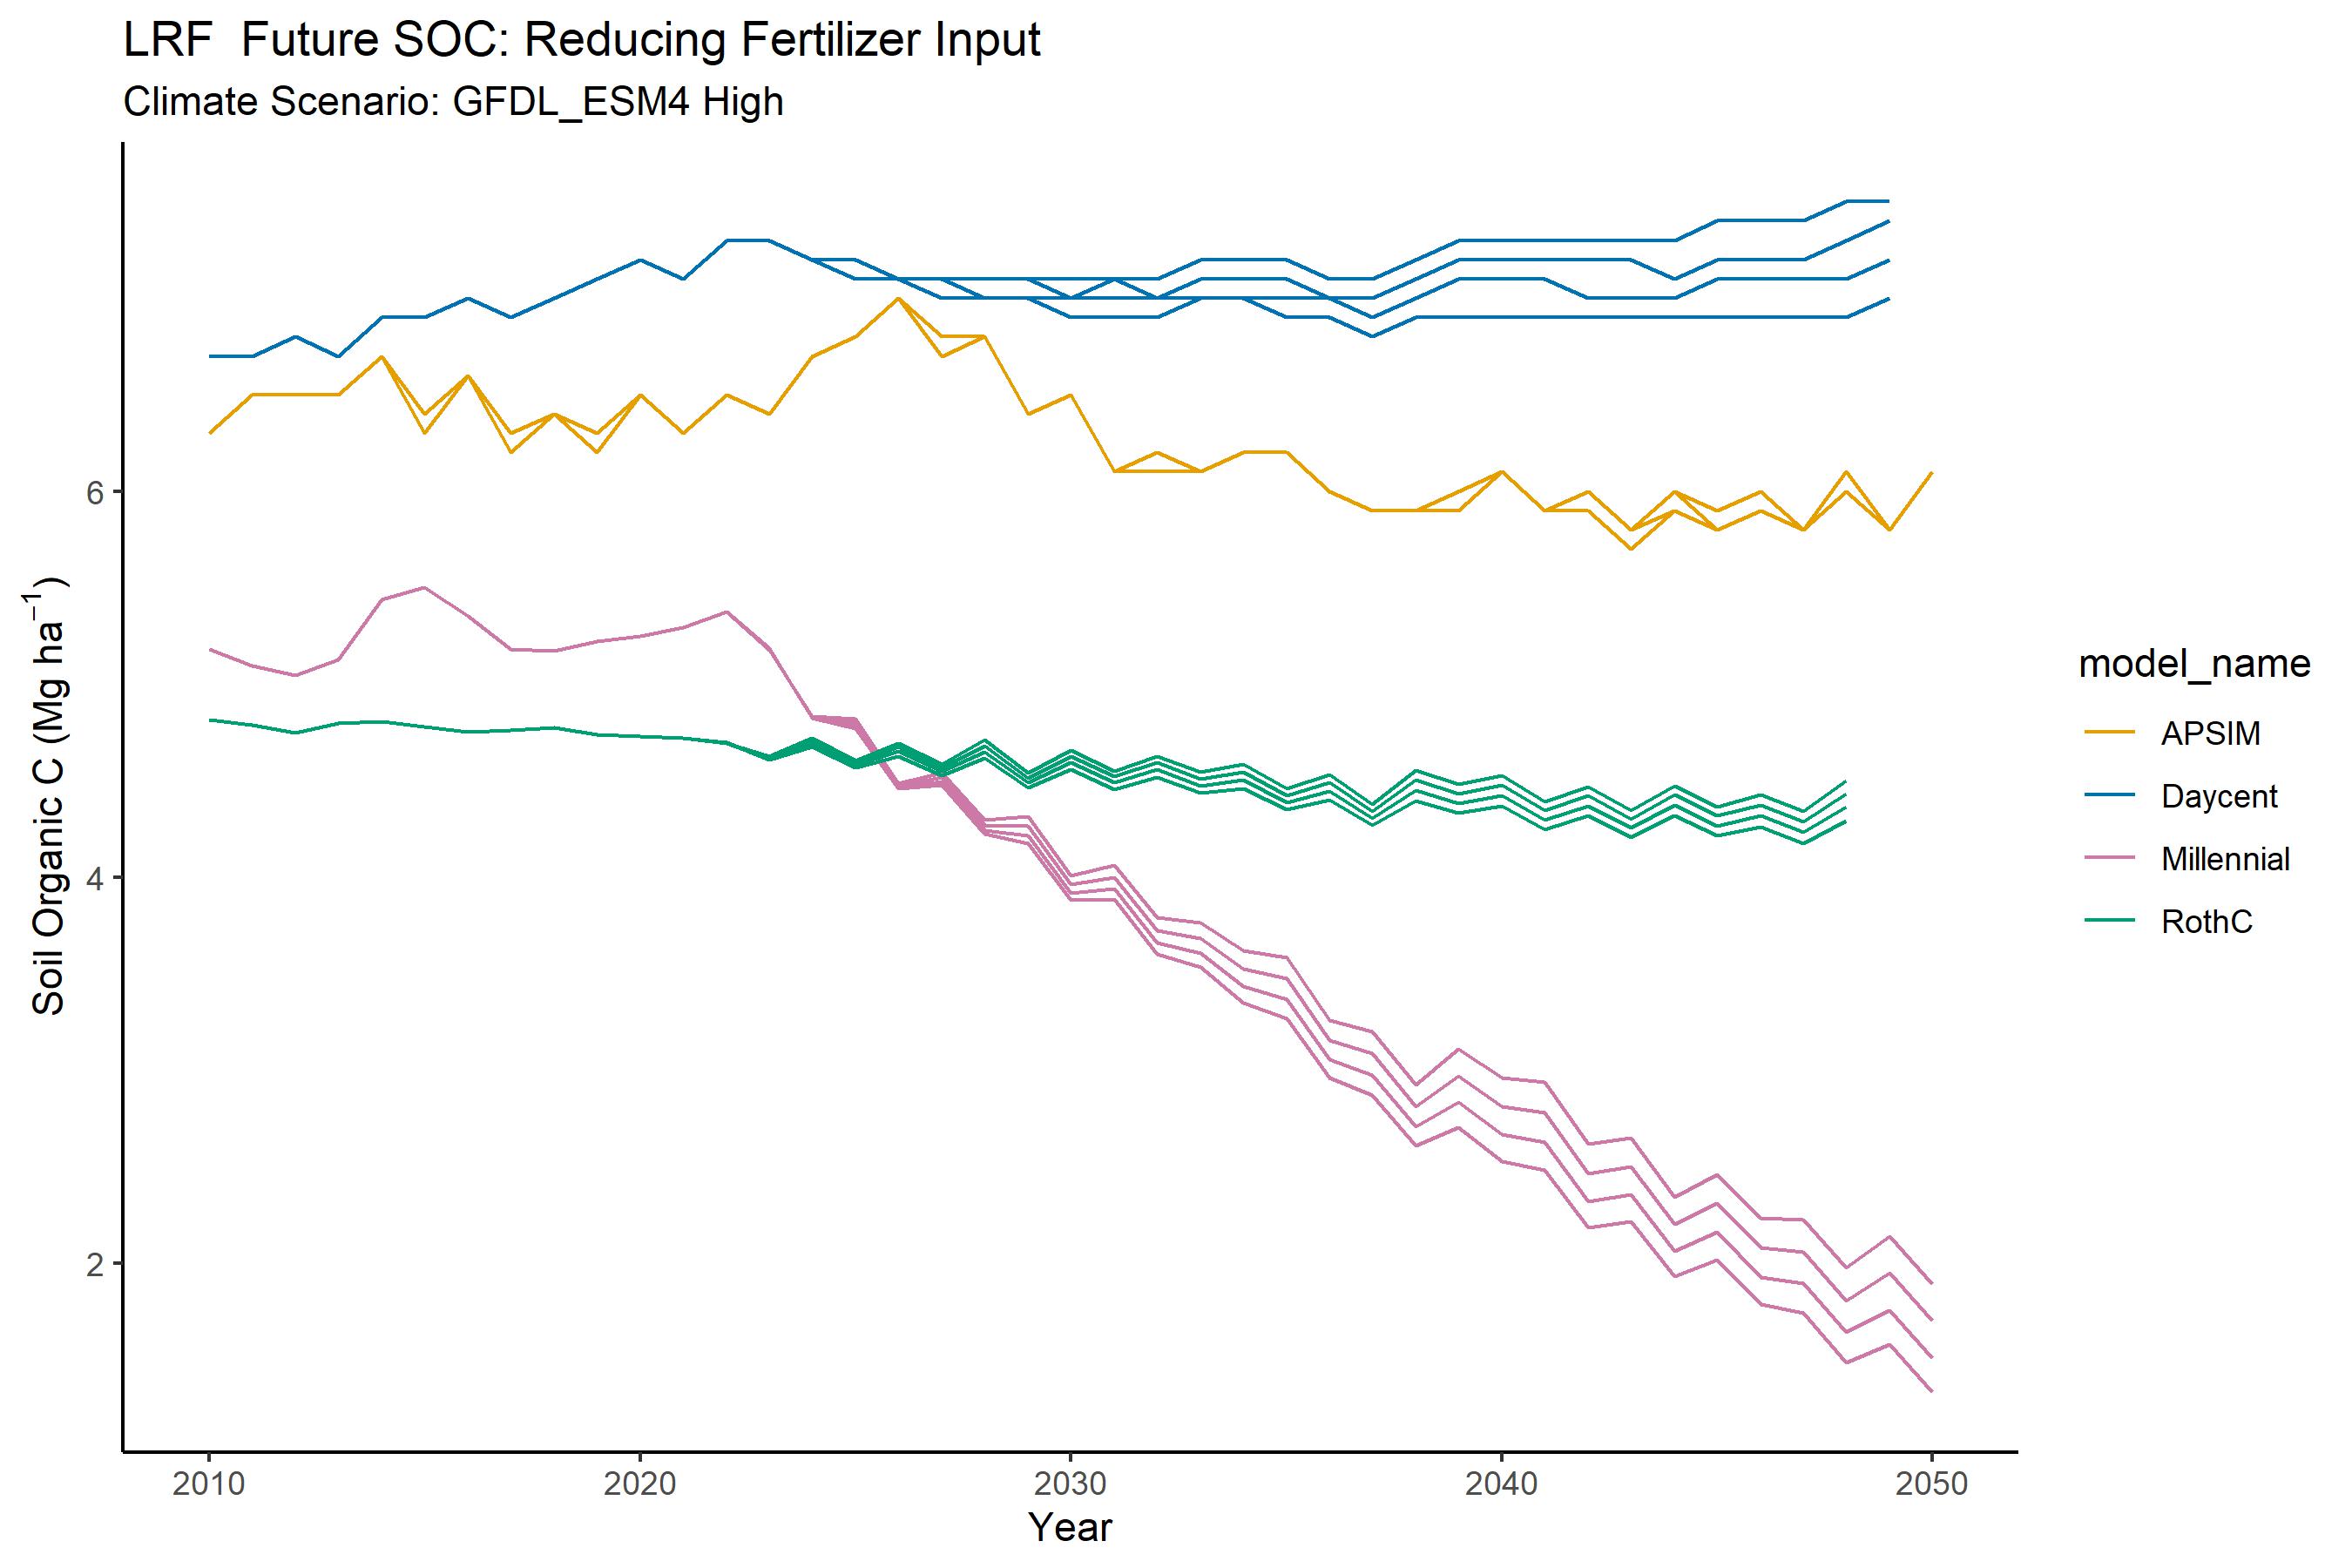 LRF  Future SOC: Reducing Fertilizer Input
Climate Scenario: GFDL_ESM4 High
Soil Organic C (Mg ha⁻¹)
6
4
2
2010
2020
2030
2040
2050
Year
model_name
APSIM
Daycent
Millennial
RothC